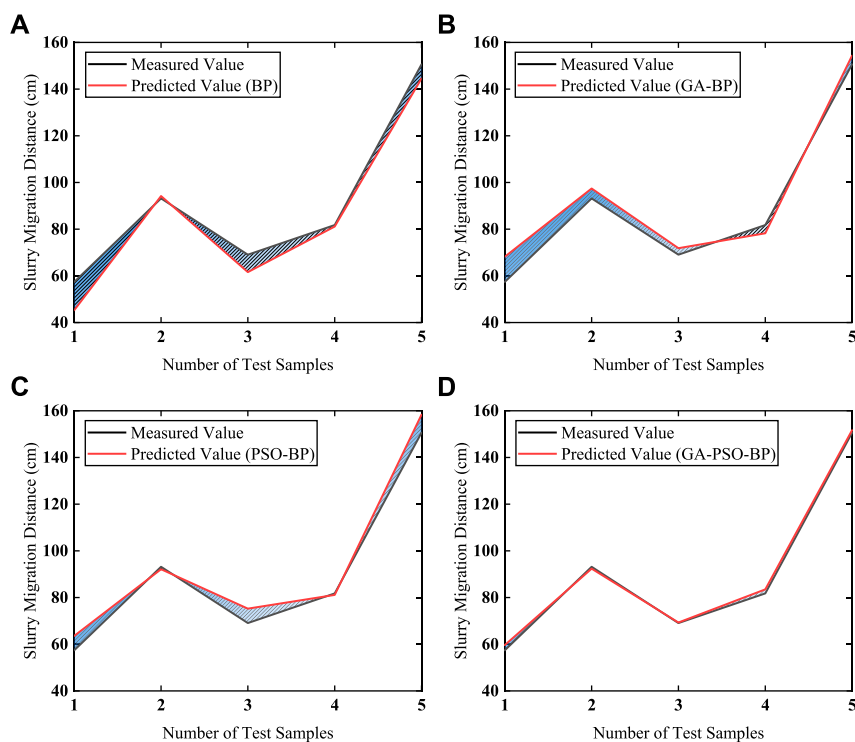 A
160
140
120
100
80
60
40
Slurry Migration Distance (cm)
Measured Value
Predicted Value (BP)
1 2 3 4 5
Number of Test Samples
B
160
140
120
100
80
60
40
Slurry Migration Distance (cm)
Measured Value
Predicted Value (GA-BP)
1 2 3 4 5
Number of Test Samples
C
160
140
120
100
80
60
40
Slurry Migration Distance (cm)
Measured Value
Predicted Value (PSO-BP)
1 2 3 4 5
Number of Test Samples
D
160
140
120
100
80
60
40
Slurry Migration Distance (cm)
Measured Value
Predicted Value (GA-PSO-BP)
1 2 3 4 5
Number of Test Samples